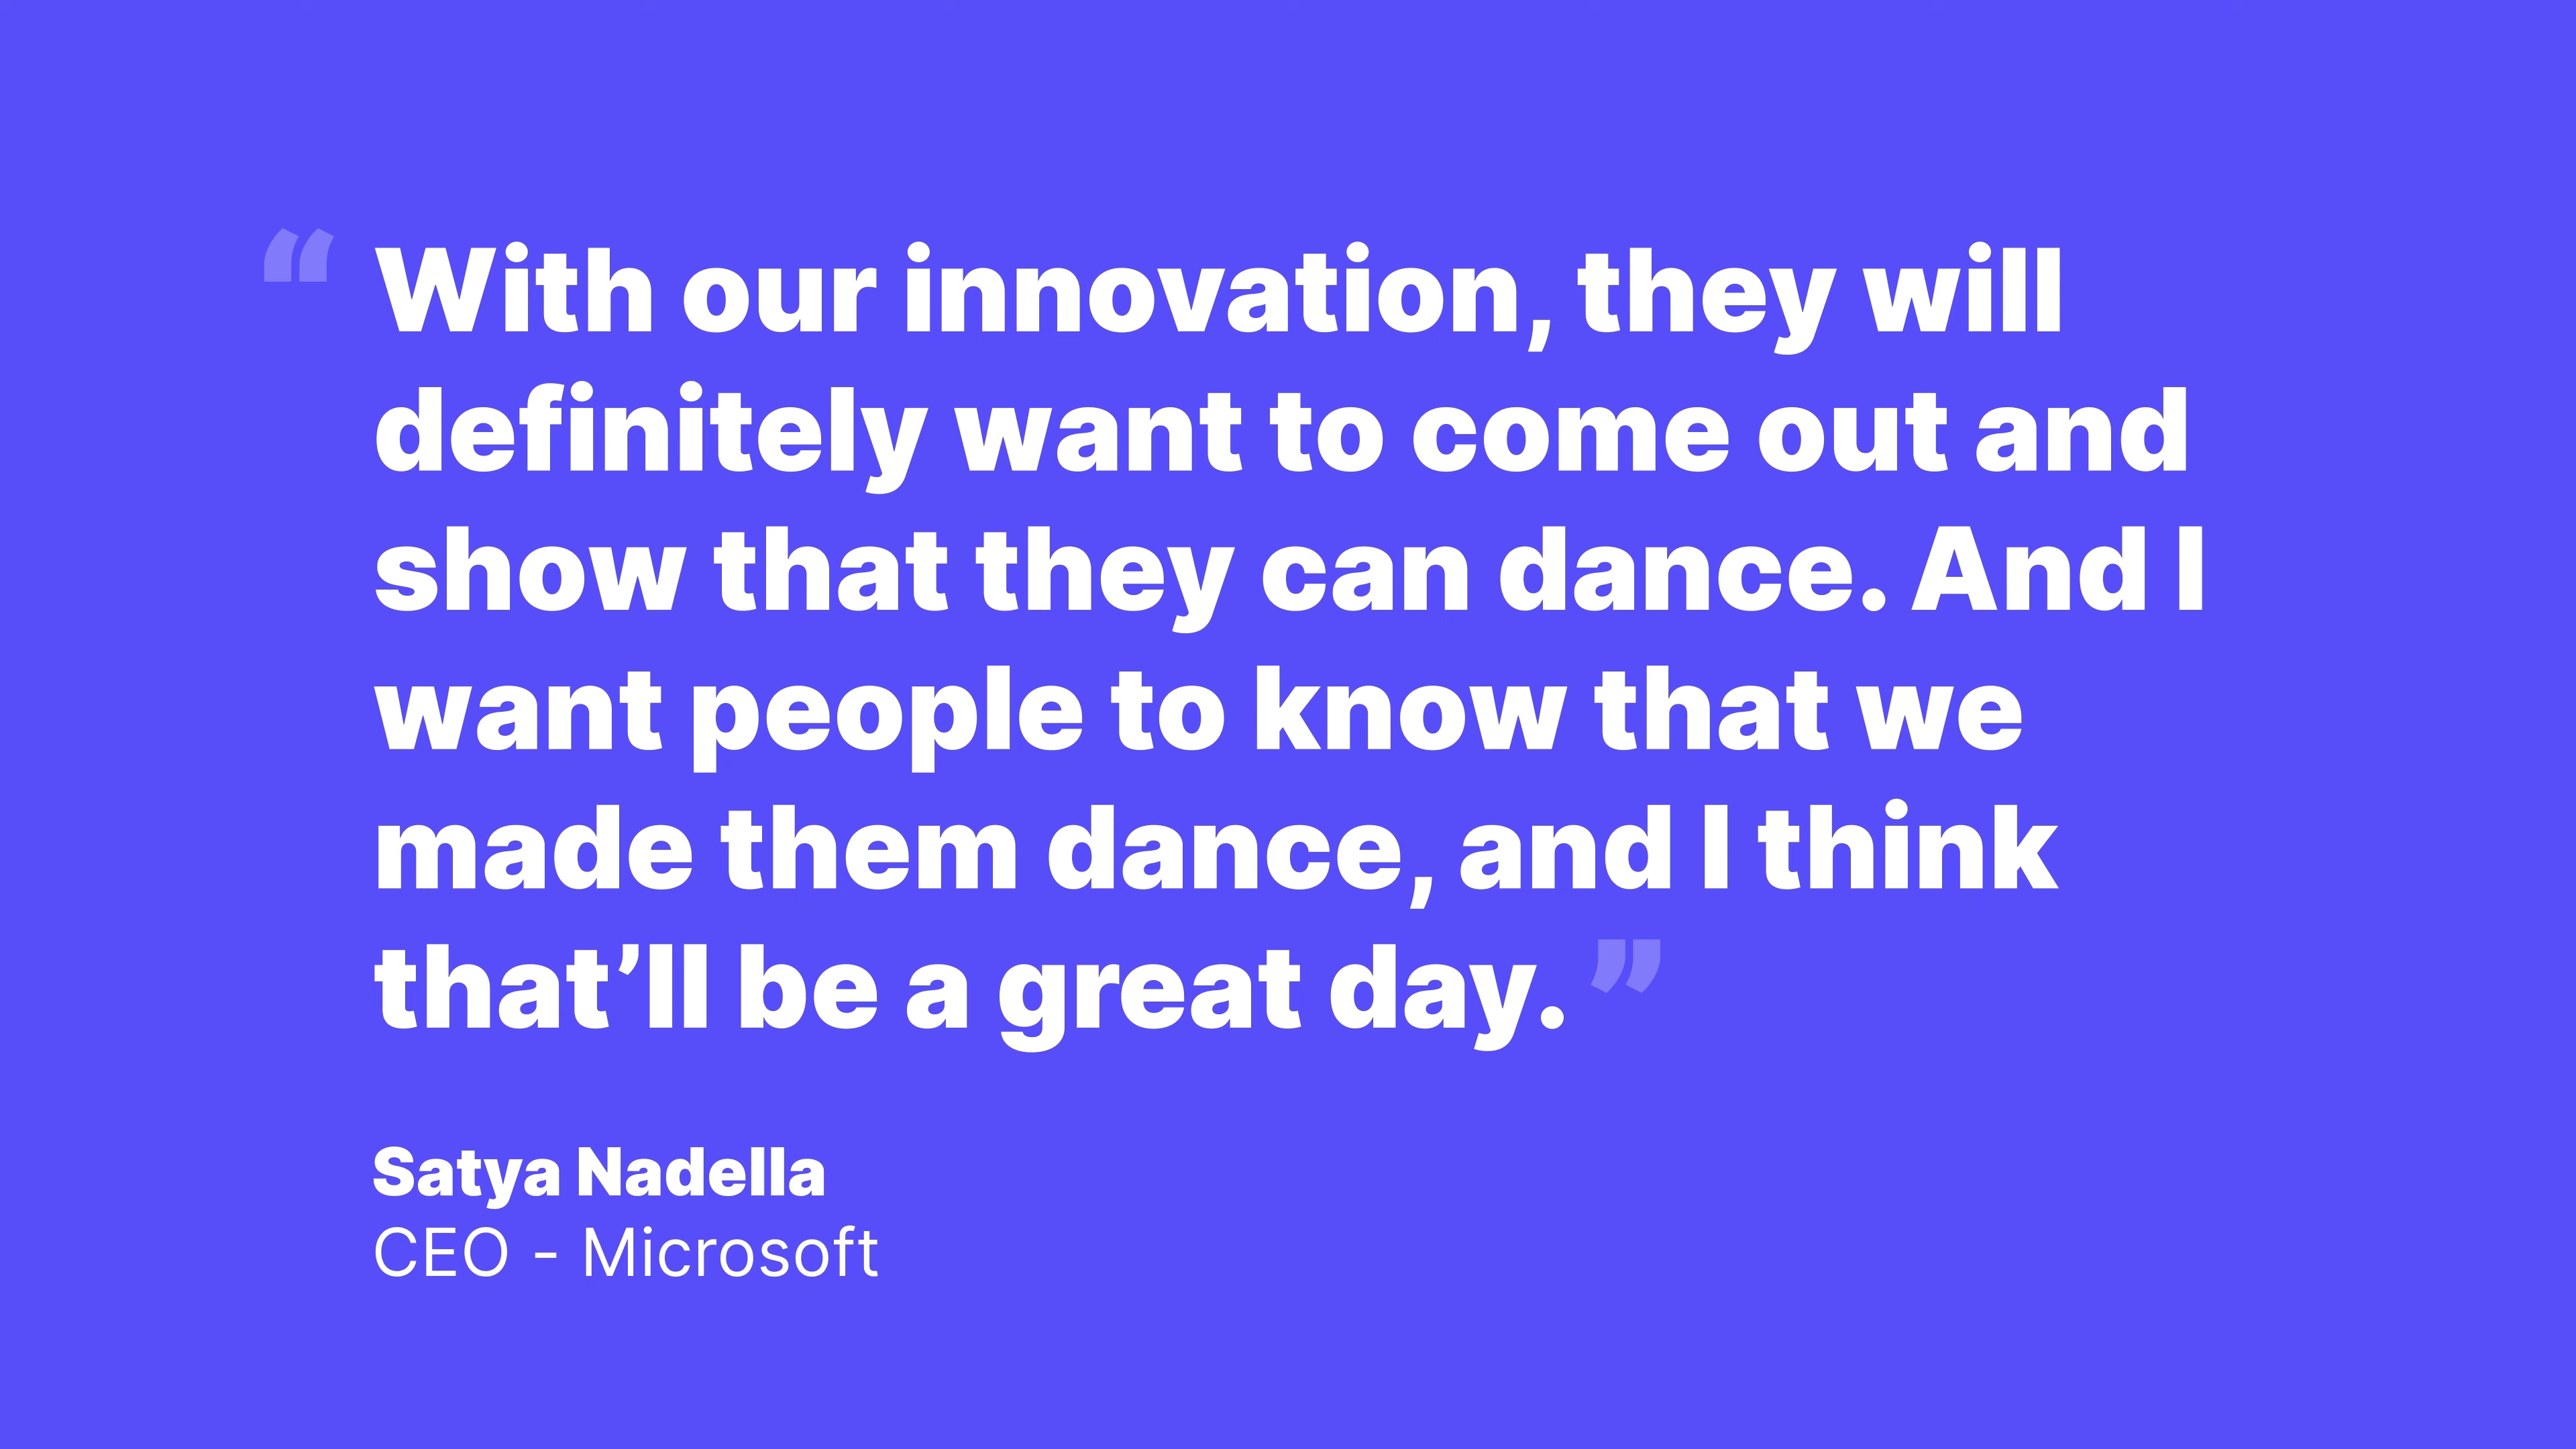 “ With our innovation, they will
definitely want to come out and
show that they can dance. And I
want people to know that we
made them dance, and I think
that’ll be a great day. ”
Satya Nadella
CEO - Microsoft